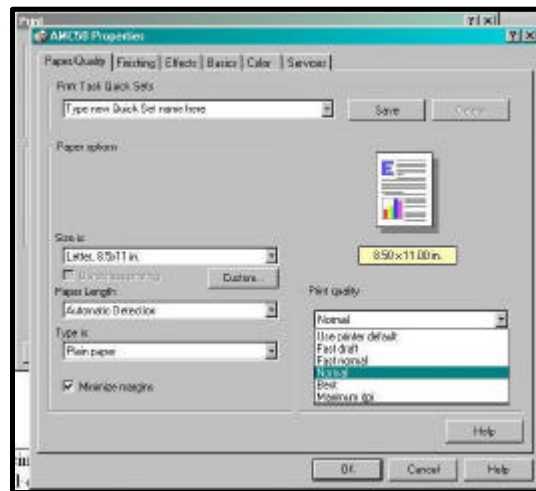 Print
AMC58 Properties
Paper/Quality Finishing Effects Basics Color Services
Print Task Quick Sets
Type new Quick Set name here
Save
Paper options
E
Size is:
Letter, 8.5x11 in.
8.50 x 11.00 in.
Custom...
Paper Length:
Print quality
Automatic Detection
Normal
Type is:
Use printer default
Plain paper
Fast draft
Fast normal
Normal
Minimize margins
Best
Maximum dpi
Help
OK Cancel Help